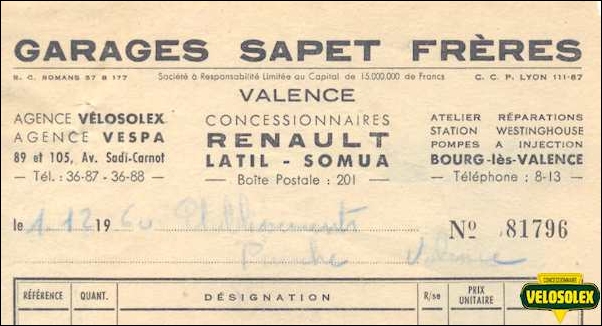 GARAGES SAPET FRÈRES
R. C. ROMANS 57 B 177 Société à Responsabilité Limitée au Capital de 15.000.000 de Francs C. C. P. LYON 111-87
VALENCE
AGENCE VÉLOSOLEX
AGENCE VESPA
89 et 105, Av. Sadi-Carnot
— Tél. : 36-87 - 36-88 —
CONCESSIONNAIRES
RENAULT
LATIL - SOMUA
— Boîte Postale : 201 —
ATELIER RÉPARATIONS
STATION WESTINGHOUSE
POMPES A INJECTION
BOURG-lès-VALENCE
— Téléphone : 8-13 —
le 1.12 1960 Etablissements
Valence
Nº 81796
RÉFÉRENCE QUANT. DÉSIGNATION R/se PRIX UNITAIRE
CONCESSIONNAIRE
VELOSOLEX